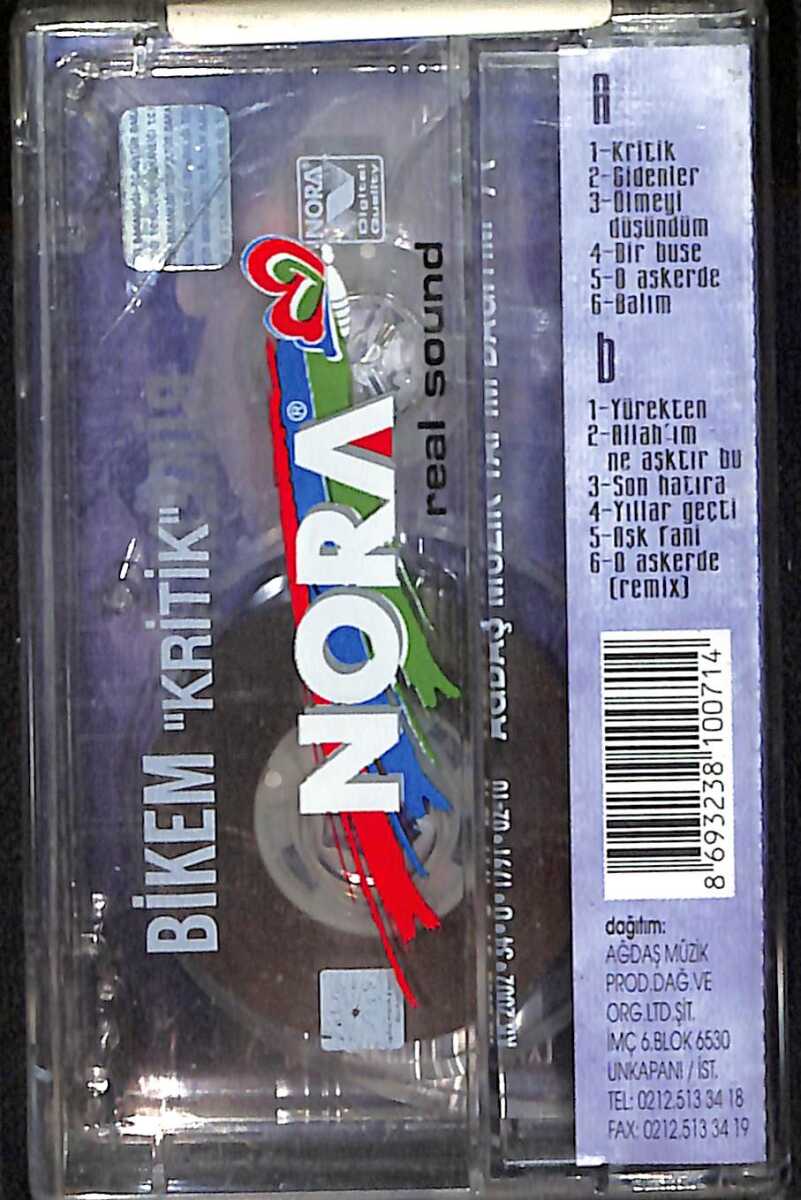 A
1-Kritik
2-Gidenler
3-Ölmeyi
düşündüm
4-Bir buse
5-O askerde
6-Balım
b
1-Yürekten
2-Allah'ım
ne aşktır bu
3-Son hatıra
4-Yıllar geçti
5-Aşk fani
6-O askerde
(remix)
8 693238 100714
dağıtım:
AĞDAŞ MÜZİK
PROD.DAĞ.VE
ORG.LTD.ŞİT.
İMÇ 6.BLOK 6530
UNKAPANI / İST.
TEL: 0212.513 34 18
FAX: 0212.513 34 19
BİKEM "KRİTİK"
NORA
Digital
Quality
NORA®
real sound
AĞDAŞ MÜZİK